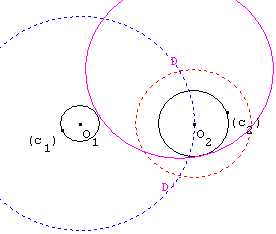 D
(c₁)
O₁
O₂
(c₂)
D